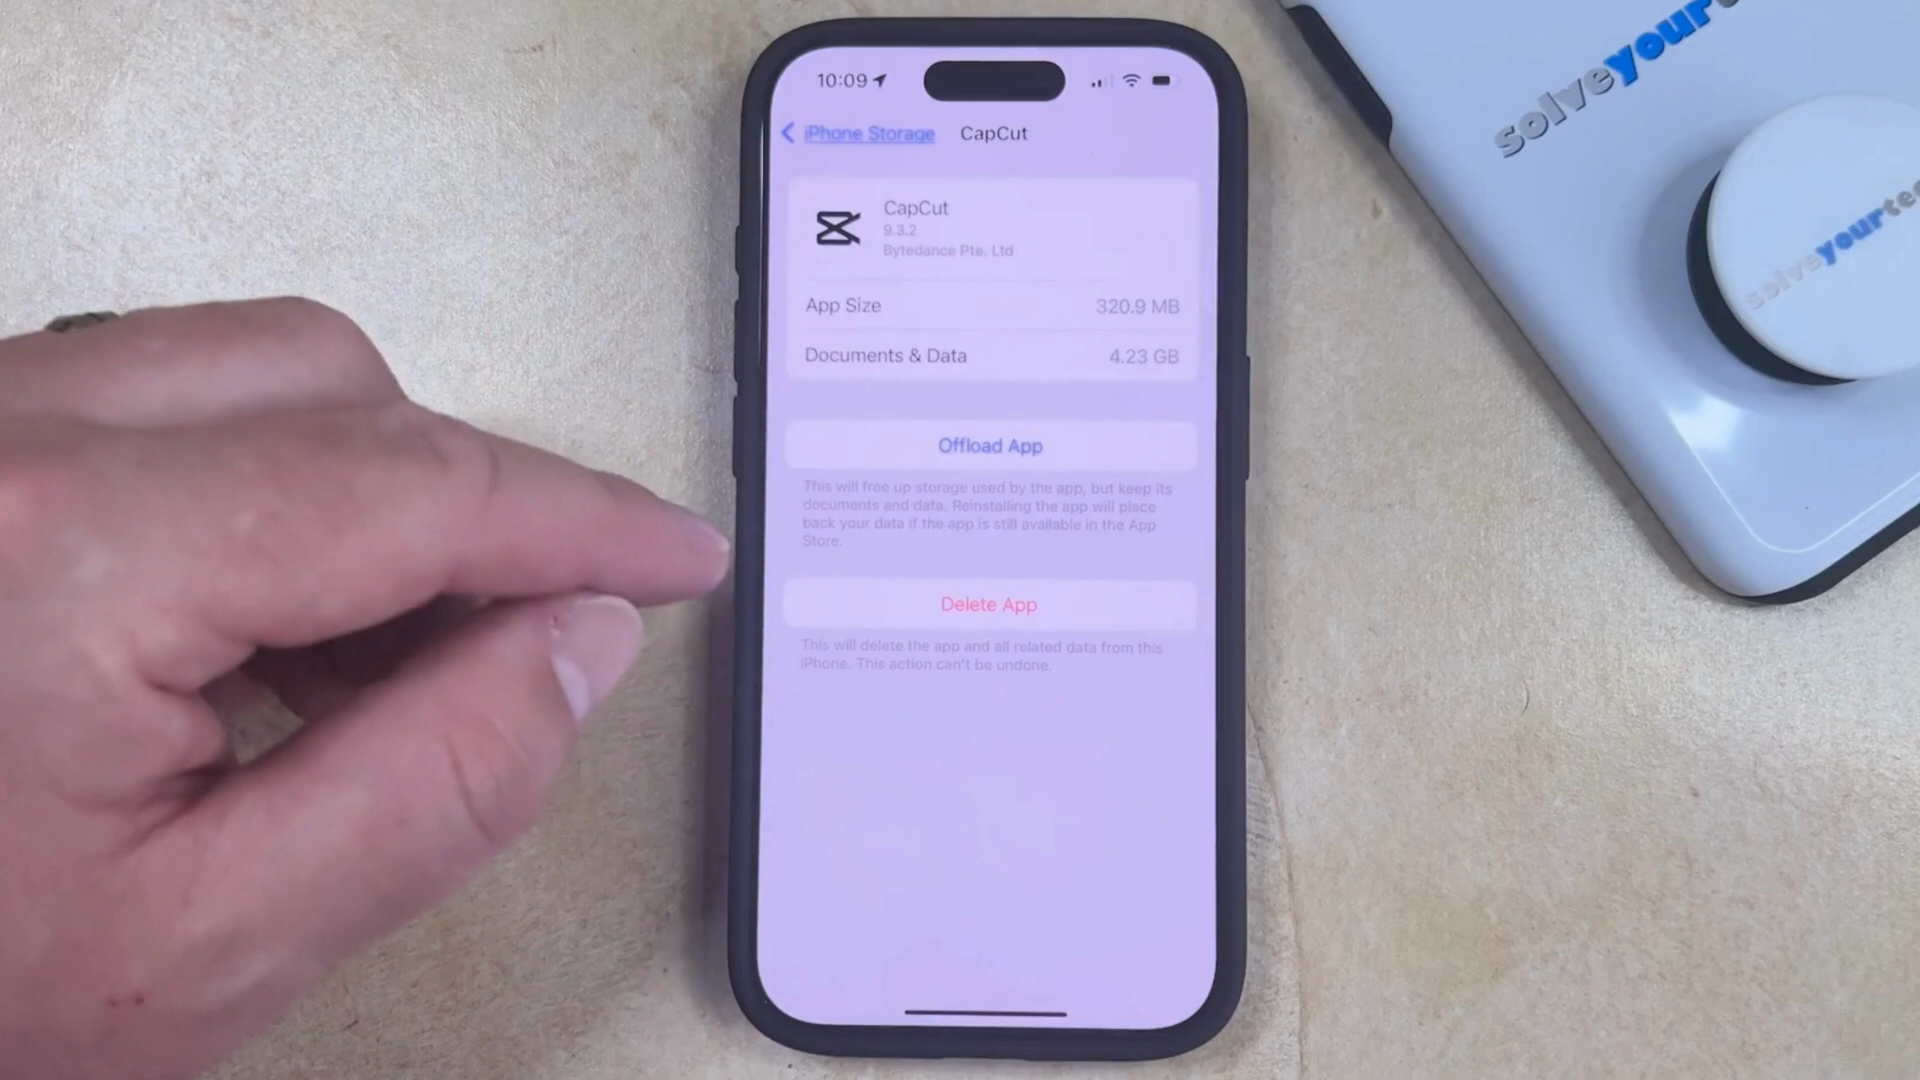 solveyourte
10:09
iPhone Storage CapCut
CapCut
9.3.2
Bytedance Pte. Ltd
App Size 320.9 MB
Documents & Data 4.23 GB
Offload App
This will free up storage used by the app, but keep its
documents and data. Reinstalling the app will place
back your data if the app is still available in the App
Store.
Delete App
This will delete the app and all related data from this
iPhone. This action can't be undone.
solveyourtec